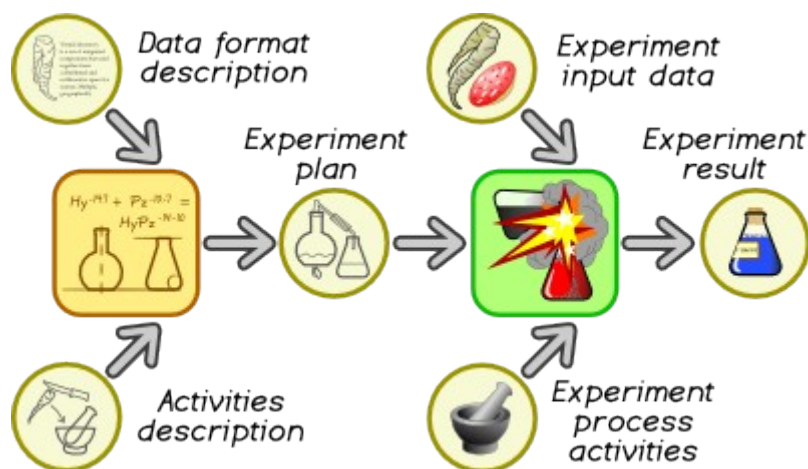 Data format
description
Experiment
input data
Experiment
plan
Experiment
result
Activities
description
Experiment
process
activities